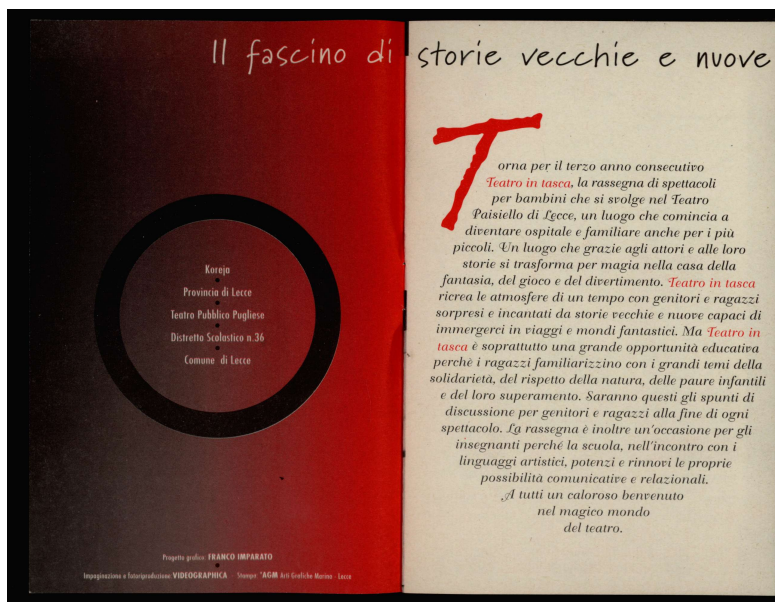 Il fascino di storie vecchie e nuove
Koreja
Provincia di Lecce
Teatro Pubblico Pugliese
Distretto Scolastico n.36
Comune di Lecce
Progetto grafico: FRANCO IMPARATO
Impaginazione e fotoriproduzione: VIDEOGRAPHICA - Stampa: "AGM Arti Grafiche Marino - Lecce
Torna per il terzo anno consecutivo
Teatro in tasca, la rassegna di spettacoli
per bambini che si svolge nel Teatro
Paisiello di Lecce, un luogo che comincia a
diventare ospitale e familiare anche per i più
piccoli. Un luogo che grazie agli attori e alle loro
storie si trasforma per magia nella casa della
fantasia, del gioco e del divertimento. Teatro in tasca
ricrea le atmosfere di un tempo con genitori e ragazzi
sorpresi e incantati da storie vecchie e nuove capaci di
immergerci in viaggi e mondi fantastici. Ma Teatro in
tasca è soprattutto una grande opportunità educativa
perchè i ragazzi familiarizzino con i grandi temi della
solidarietà, del rispetto della natura, delle paure infantili
e del loro superamento. Saranno questi gli spunti di
discussione per genitori e ragazzi alla fine di ogni
spettacolo. La rassegna è inoltre un'occasione per gli
insegnanti perché la scuola, nell'incontro con i
linguaggi artistici, potenzi e rinnovi le proprie
possibilità comunicative e relazionali.
A tutti un caloroso benvenuto
nel magico mondo
del teatro.